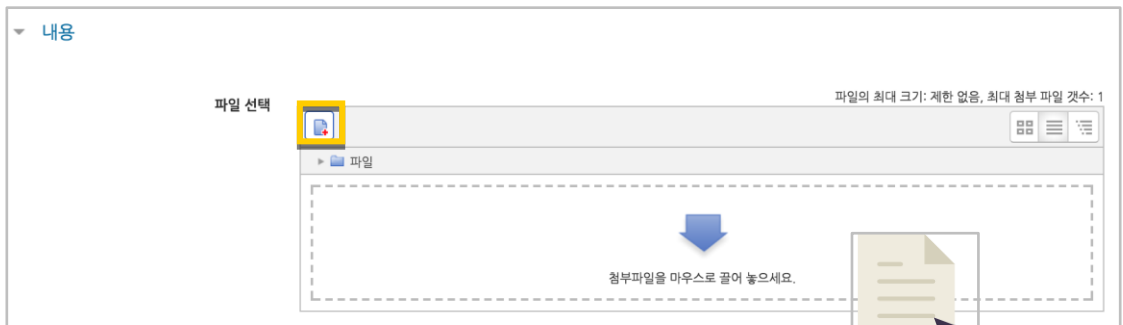 내용
파일의 최대 크기: 제한 없음, 최대 첨부 파일 갯수: 1
파일 선택
파일
첨부파일을 마우스로 끌어 놓으세요.